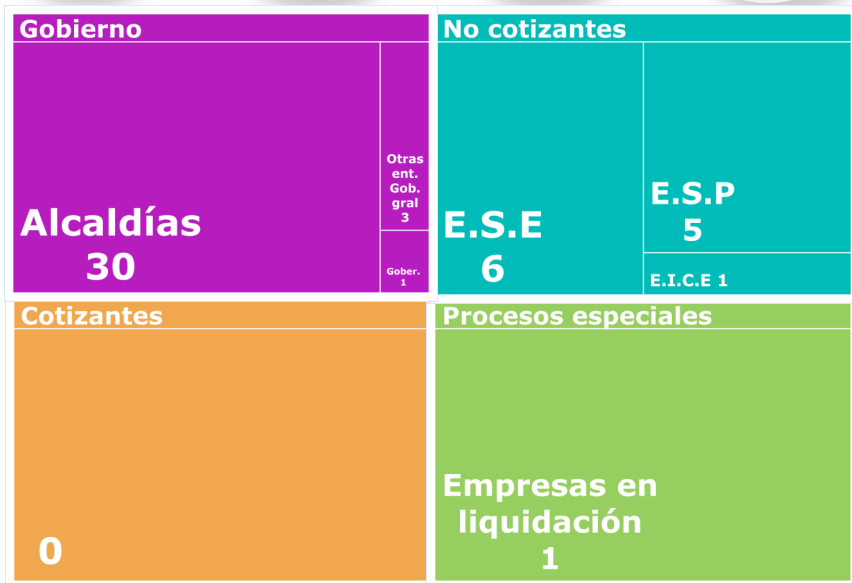 Gobierno
Alcaldías
30
Otras
ent.
Gob.
gral
3
Gober.
1
No cotizantes
E.S.E
6
E.S.P
5
E.I.C.E 1
Cotizantes
0
Procesos especiales
Empresas en
liquidación
1